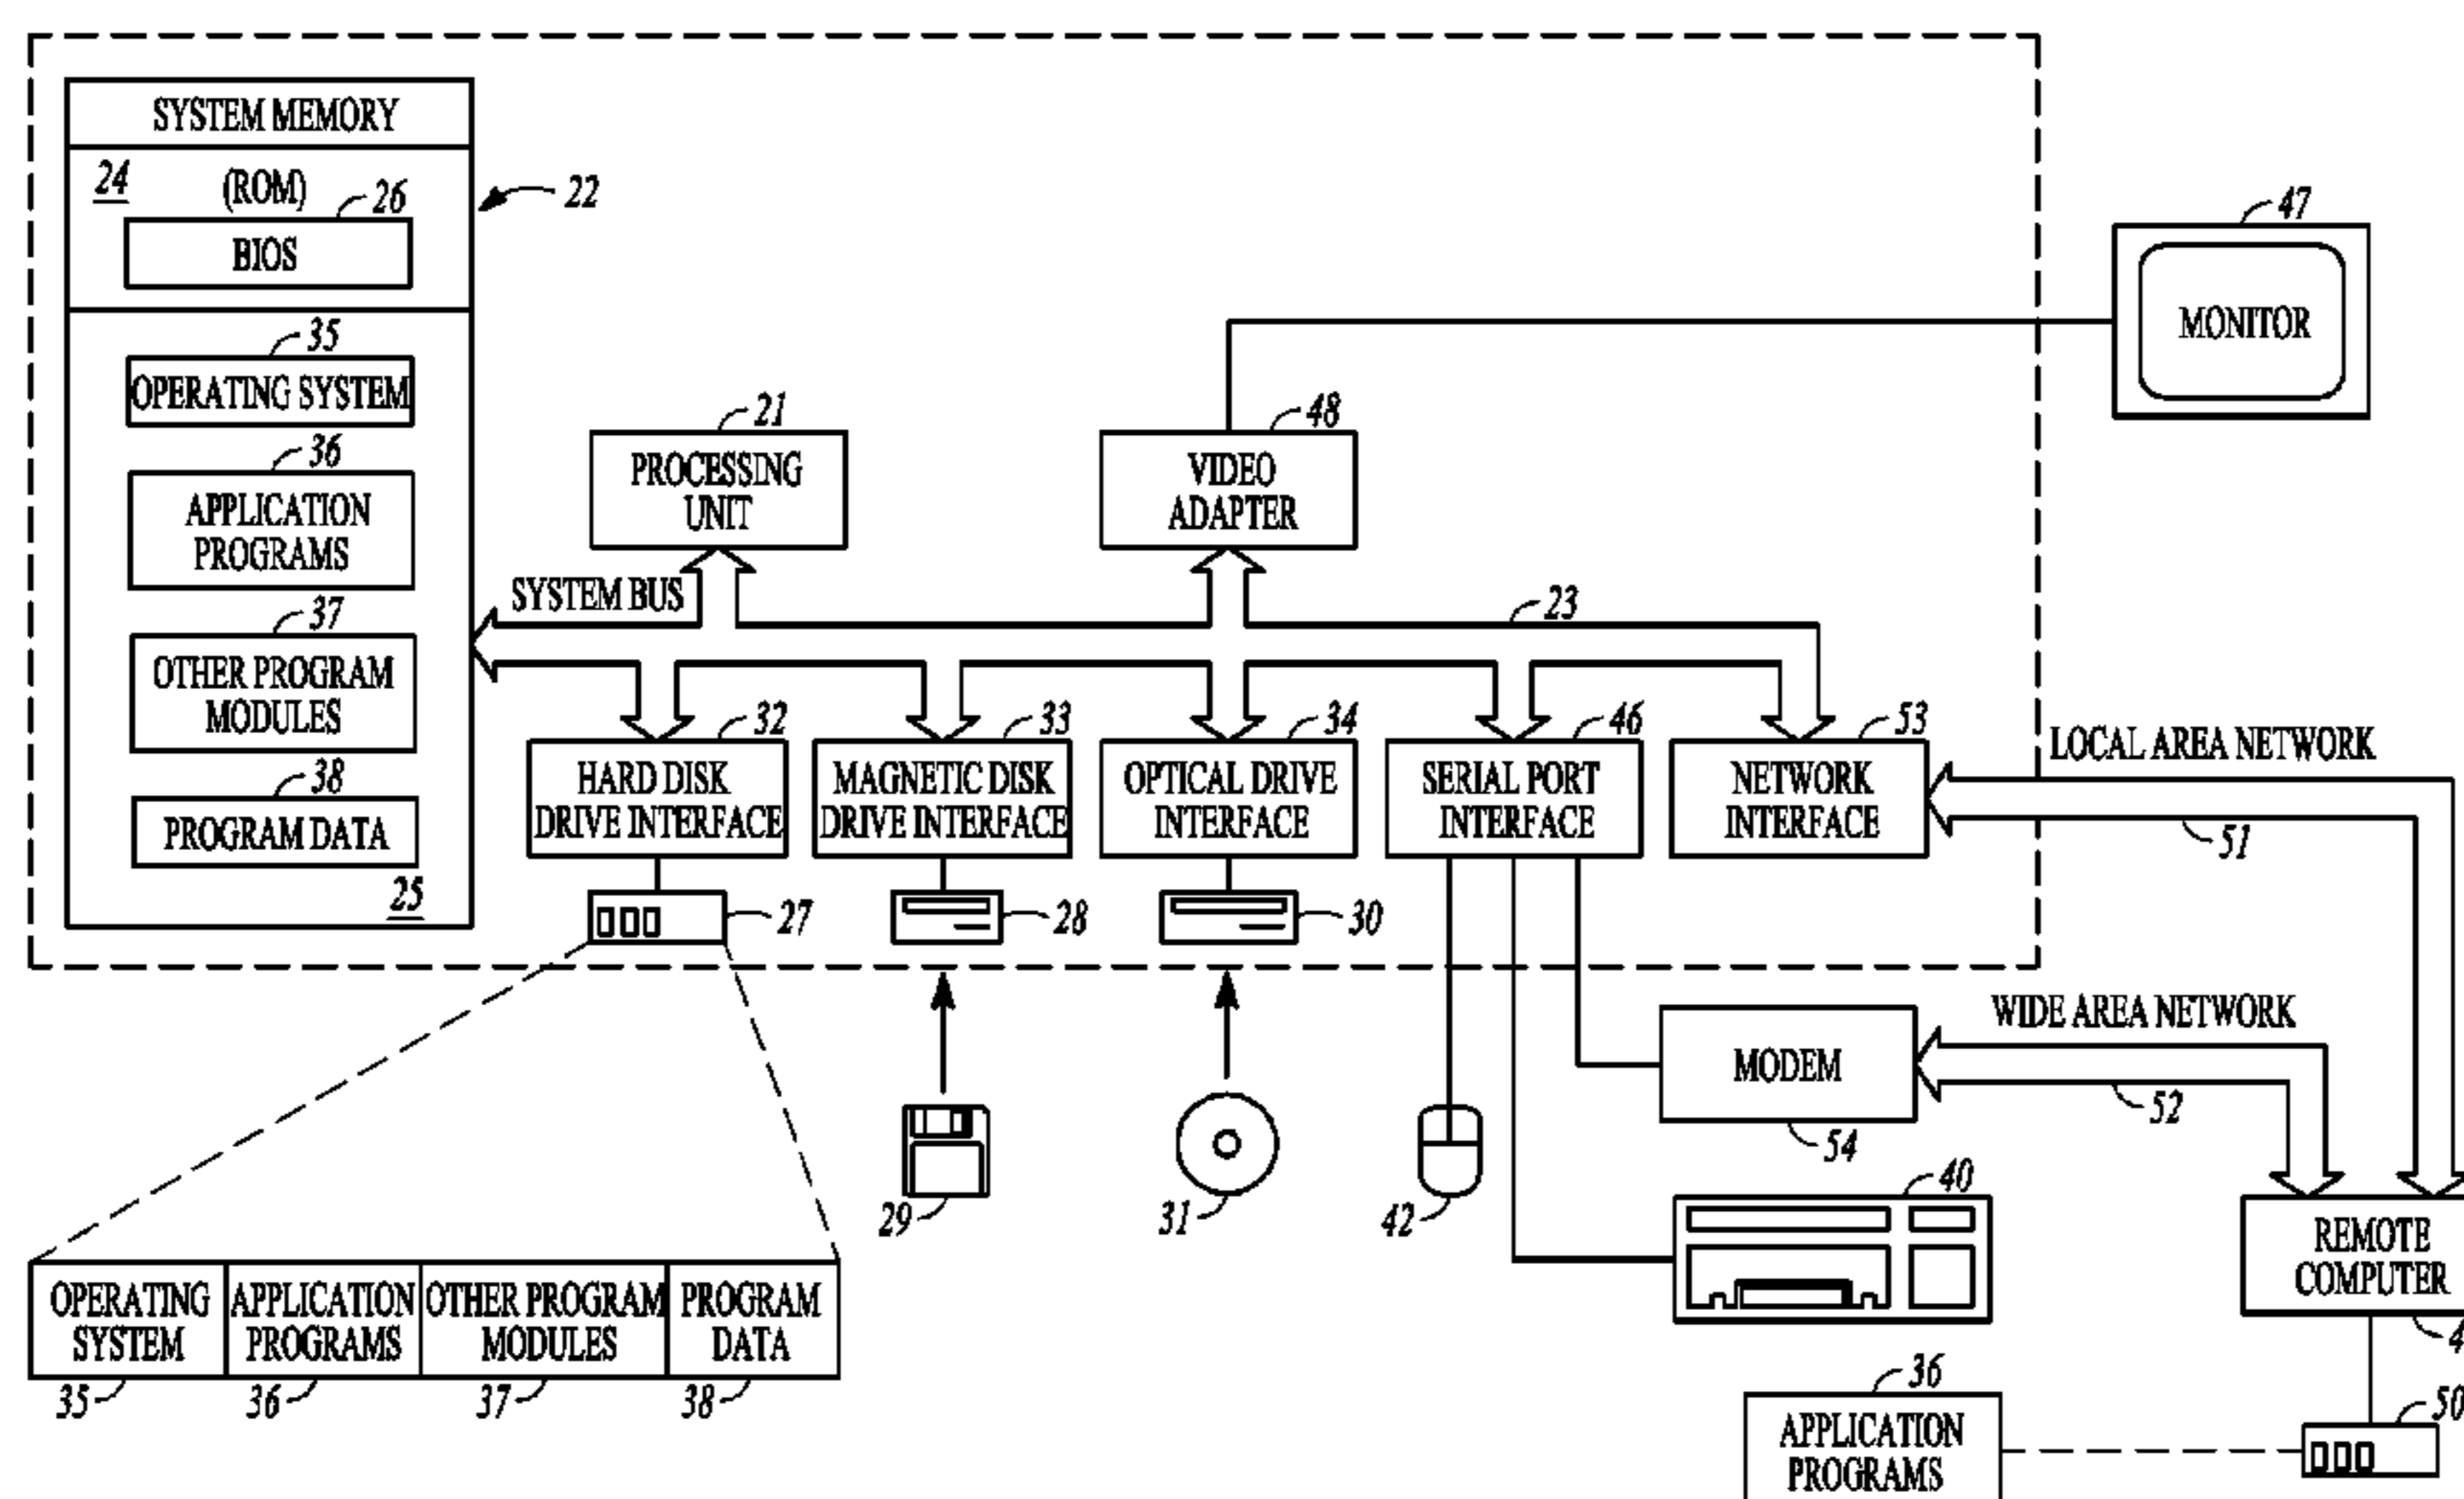 SYSTEM MEMORY
24
(ROM)
26
BIOS
22
35
OPERATING SYSTEM
36
APPLICATION
PROGRAMS
37
OTHER PROGRAM
MODULES
38
PROGRAM DATA
25
21
PROCESSING
UNIT
48
VIDEO
ADAPTER
47
MONITOR
SYSTEM BUS
23
32
HARD DISK
DRIVE INTERFACE
33
MAGNETIC DISK
DRIVE INTERFACE
34
OPTICAL DRIVE
INTERFACE
46
SERIAL PORT
INTERFACE
53
NETWORK
INTERFACE
LOCAL AREA NETWORK
51
27
28
30
WIDE AREA NETWORK
52
MODEM
54
29
31
42
40
REMOTE
COMPUTER
OPERATING
SYSTEM
35
APPLICATION
PROGRAMS
36
OTHER PROGRAM
MODULES
37
PROGRAM
DATA
38
36
APPLICATION
PROGRAMS
50